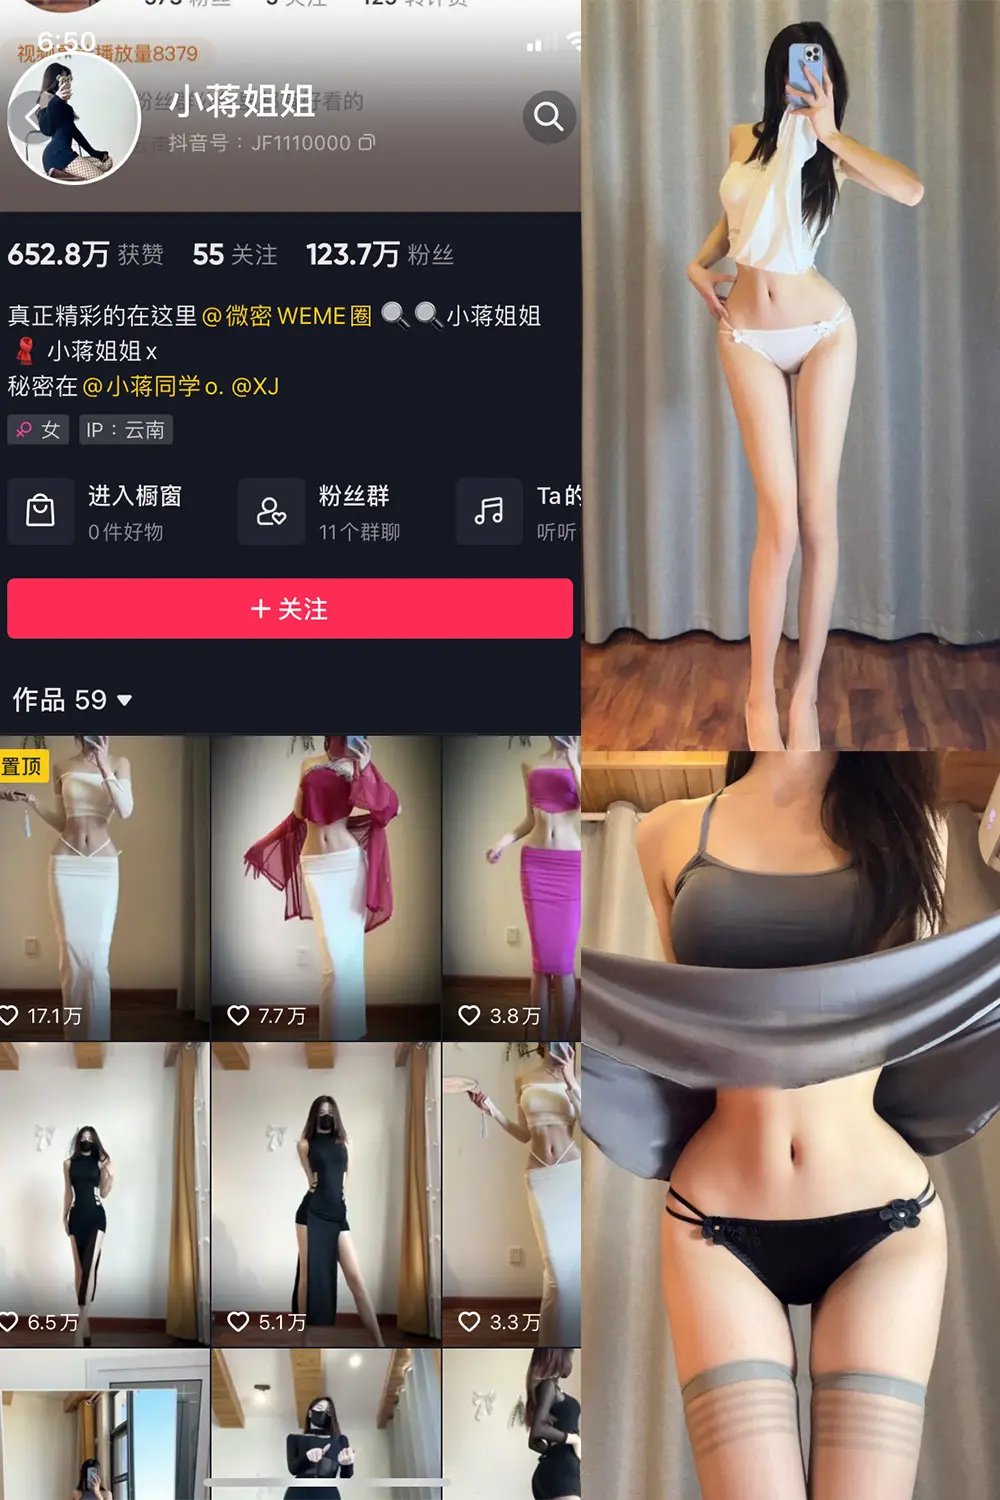 6:50
播放量8379
小蒋姐姐
抖音号：JF1110000
652.8万 获赞 55 关注 123.7万 粉丝
真正精彩的在这里@微密WEME圈 小蒋姐姐
小蒋姐姐x
秘密在@小蒋同学o. @XJ
女 IP：云南
进入橱窗 粉丝群 Ta的
0件好物 11个群聊 听听
+ 关注
作品 59
置顶
17.1万 7.7万 3.8万
6.5万 5.1万 3.3万